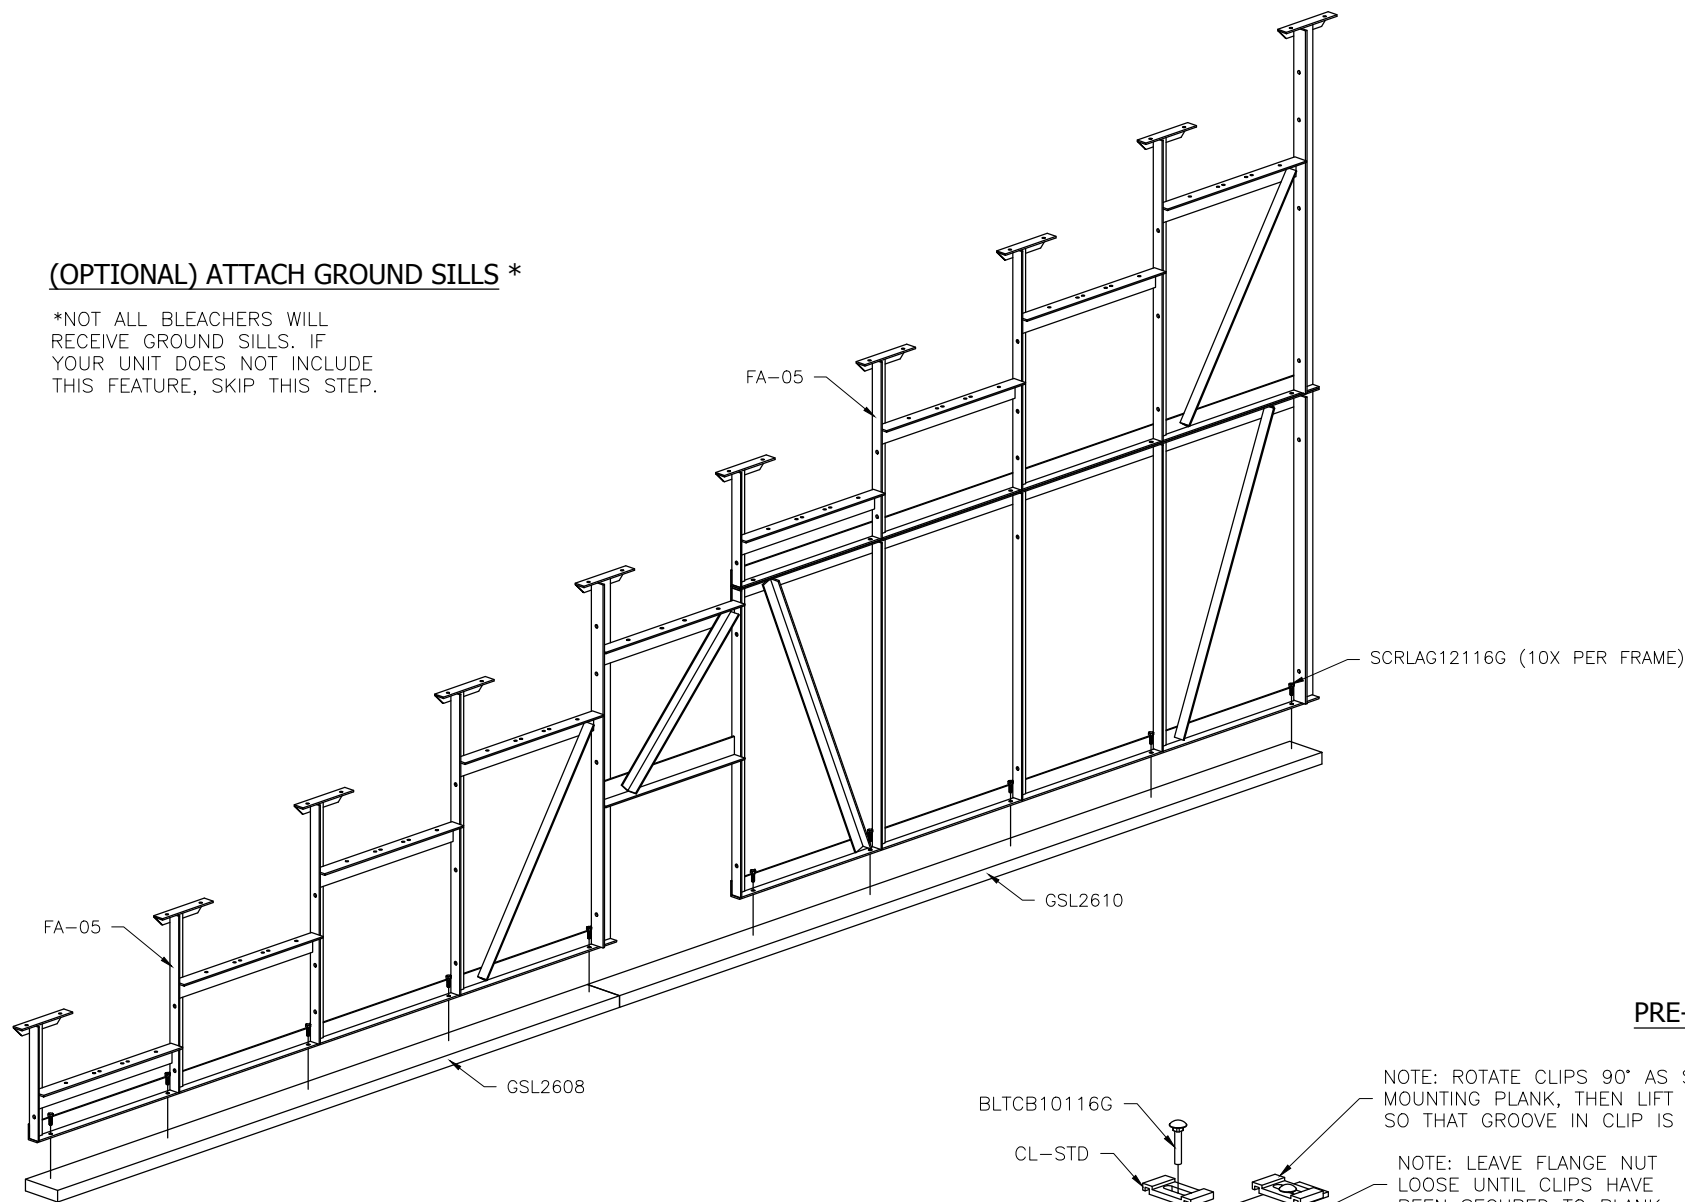 (OPTIONAL) ATTACH GROUND SILLS *
*NOT ALL BLEACHERS WILL
RECEIVE GROUND SILLS. IF
YOUR UNIT DOES NOT INCLUDE
THIS FEATURE, SKIP THIS STEP.
FA-05
SCRLAG12116G (10X PER FRAME)
GSL2610
FA-05
GSL2608
PRE-
NOTE: ROTATE CLIPS 90° AS
MOUNTING PLANK, THEN LIFT
SO THAT GROOVE IN CLIP IS
BLTCB10116G
CL-STD
NOTE: LEAVE FLANGE NUT
LOOSE UNTIL CLIPS HAVE